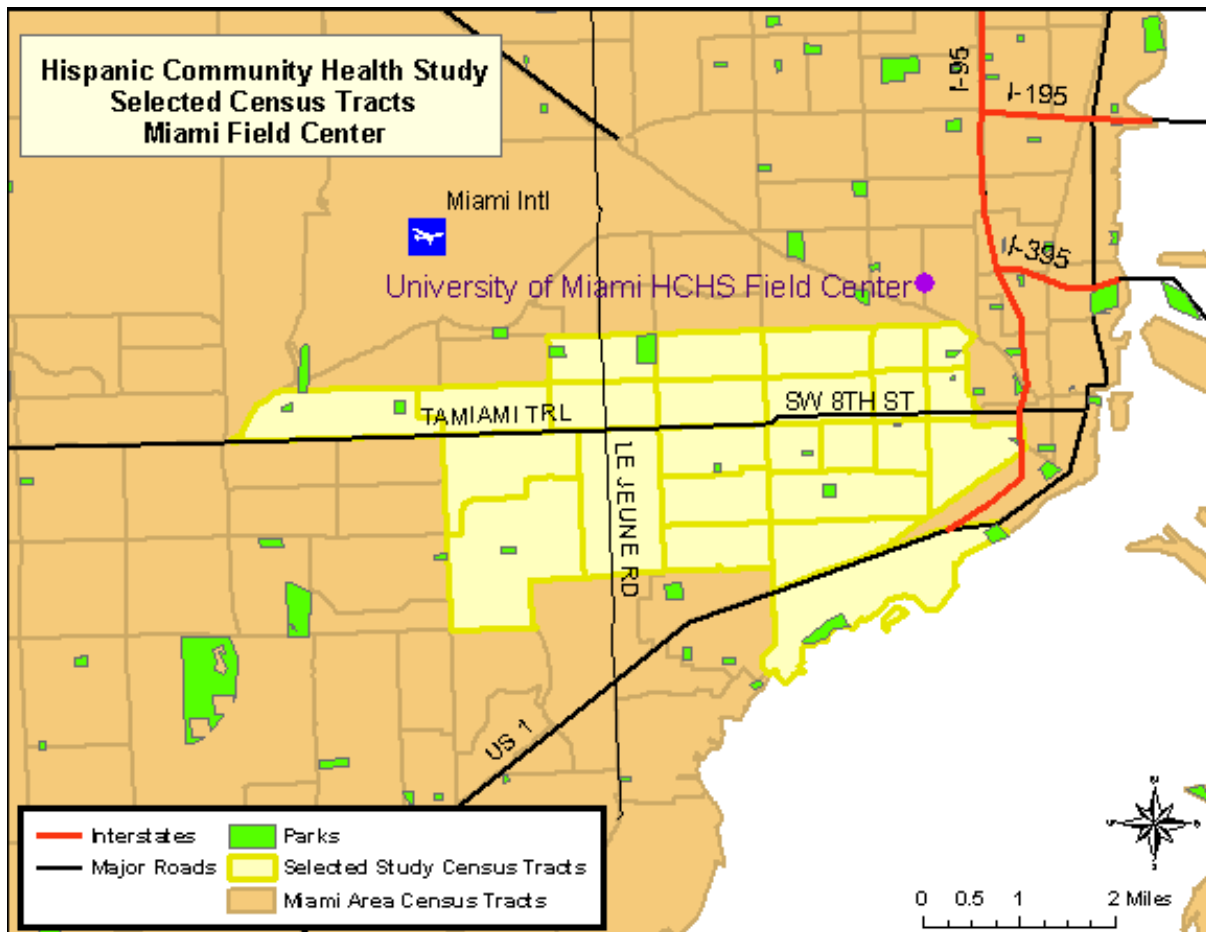 Hispanic Community Health Study
Selected Census Tracts
Miami Field Center
I-95
I-195
Miami Intl
I-395
University of Miami HCHS Field Center
TAMIAMI TRL
SW 8TH ST
LE JEUNE RD
US 1
Interstates
Major Roads
Parks
Selected Study Census Tracts
Miami Area Census Tracts
0 0.5 1 2 Miles